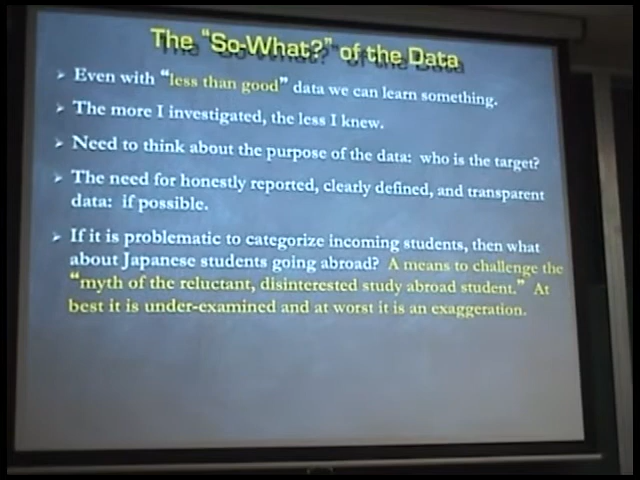 The "So-What?" of the Data
➢ Even with "less than good" data we can learn something.
➢ The more I investigated, the less I knew.
➢ Need to think about the purpose of the data: who is the target?
➢ The need for honestly reported, clearly defined, and transparent
data: if possible.
➢ If it is problematic to categorize incoming students, then what
about Japanese students going abroad? A means to challenge the
"myth of the reluctant, disinterested study abroad student." At
best it is under-examined and at worst it is an exaggeration.